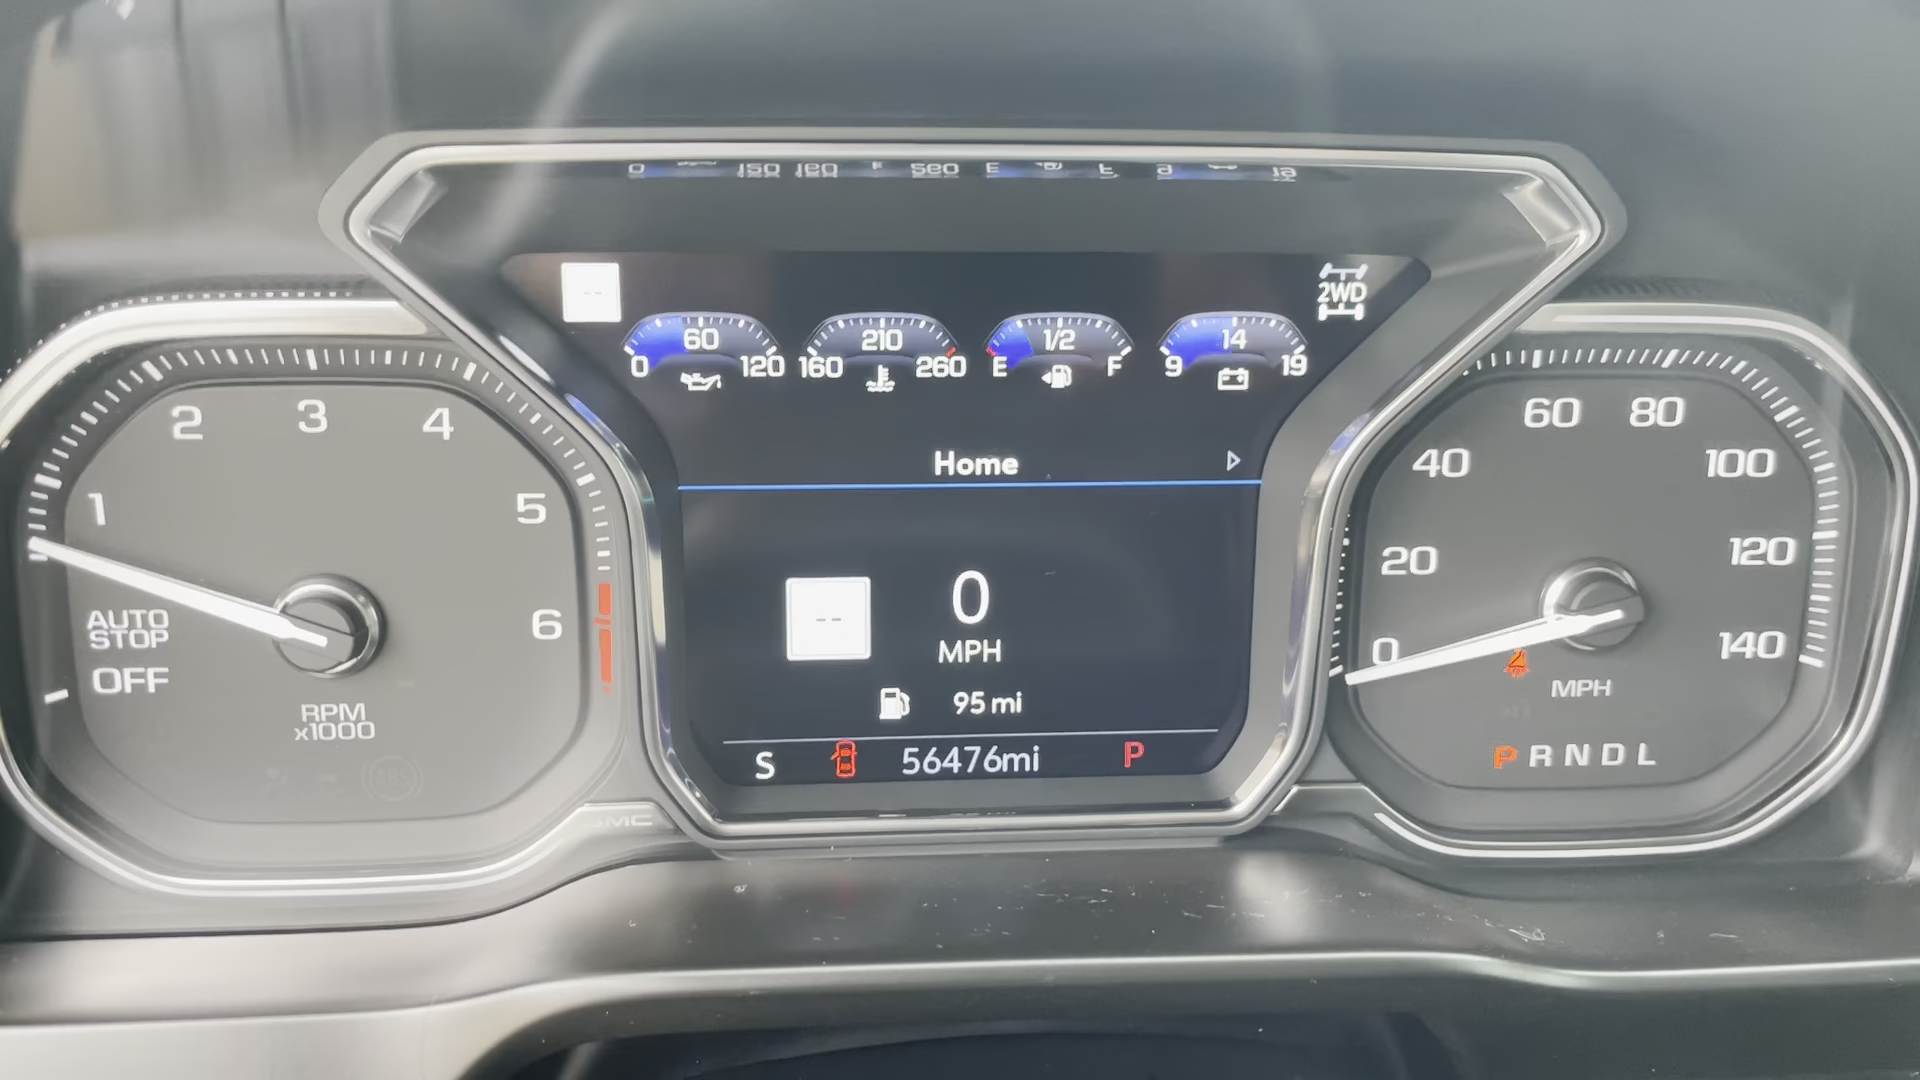 --
2WD
60
0 120
210
160 260
1/2
E F
14
9 19
Home
1 2 3 4 5 6
AUTO
STOP
OFF
RPM
x1000
--
0
MPH
95 mi
S 56476mi P
0 20 40 60 80 100 120 140
MPH
P R N D L
GMC